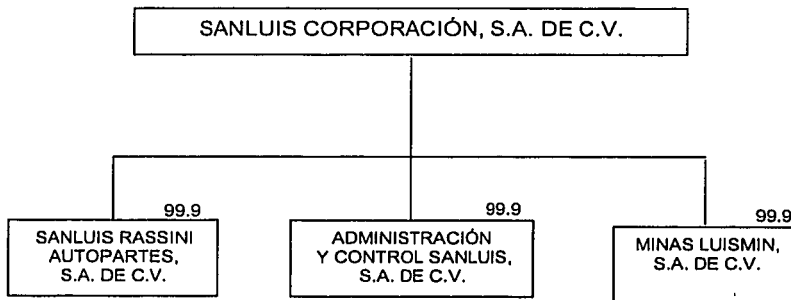 SANLUIS CORPORACIÓN, S.A. DE C.V.
99.9
SANLUIS RASSINI
AUTOPARTES,
S.A. DE C.V.
99.9
ADMINISTRACIÓN
Y CONTROL SANLUIS,
S.A. DE C.V.
99.9
MINAS LUISMIN,
S.A. DE C.V.